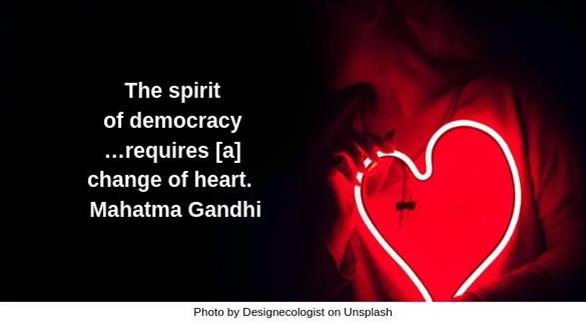 The spirit
of democracy
…requires [a]
change of heart.
Mahatma Gandhi
Photo by Designecologist on Unsplash